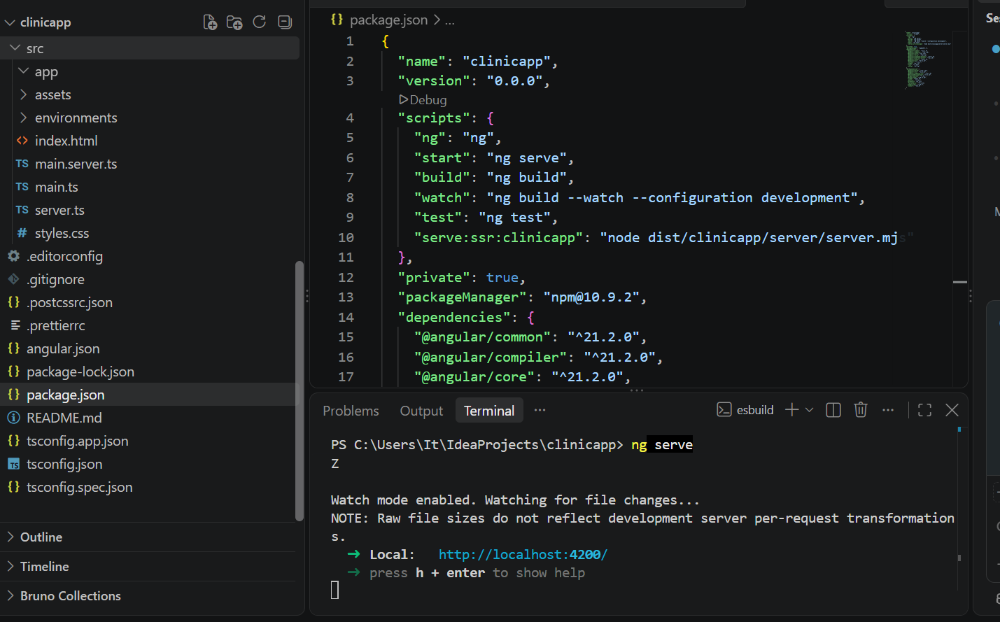 clinicapp
src
app
assets
environments
index.html
TS main.server.ts
TS main.ts
TS server.ts
# styles.css
.editorconfig
.gitignore
{} .postcssrc.json
.prettierrc
{} angular.json
{} package-lock.json
{} package.json
README.md
{} tsconfig.app.json
TS tsconfig.json
{} tsconfig.spec.json
Outline
Timeline
Bruno Collections
{} package.json > ...
1 {
2 "name": "clinicapp",
3 "version": "0.0.0",
Debug
4 "scripts": {
5 "ng": "ng",
6 "start": "ng serve",
7 "build": "ng build",
8 "watch": "ng build --watch --configuration development",
9 "test": "ng test",
10 "serve:ssr:clinicapp": "node dist/clinicapp/server/server.mjs"
11 },
12 "private": true,
13 "packageManager": "npm@10.9.2",
14 "dependencies": {
15 "@angular/common": "^21.2.0",
16 "@angular/compiler": "^21.2.0",
17 "@angular/core": "^21.2.0",
Problems Output Terminal ... esbuild
PS C:\Users\It\IdeaProjects\clinicapp> ng serve
Z
Watch mode enabled. Watching for file changes...
NOTE: Raw file sizes do not reflect development server per-request transformation
s.
➜ Local: http://localhost:4200/
➜ press h + enter to show help